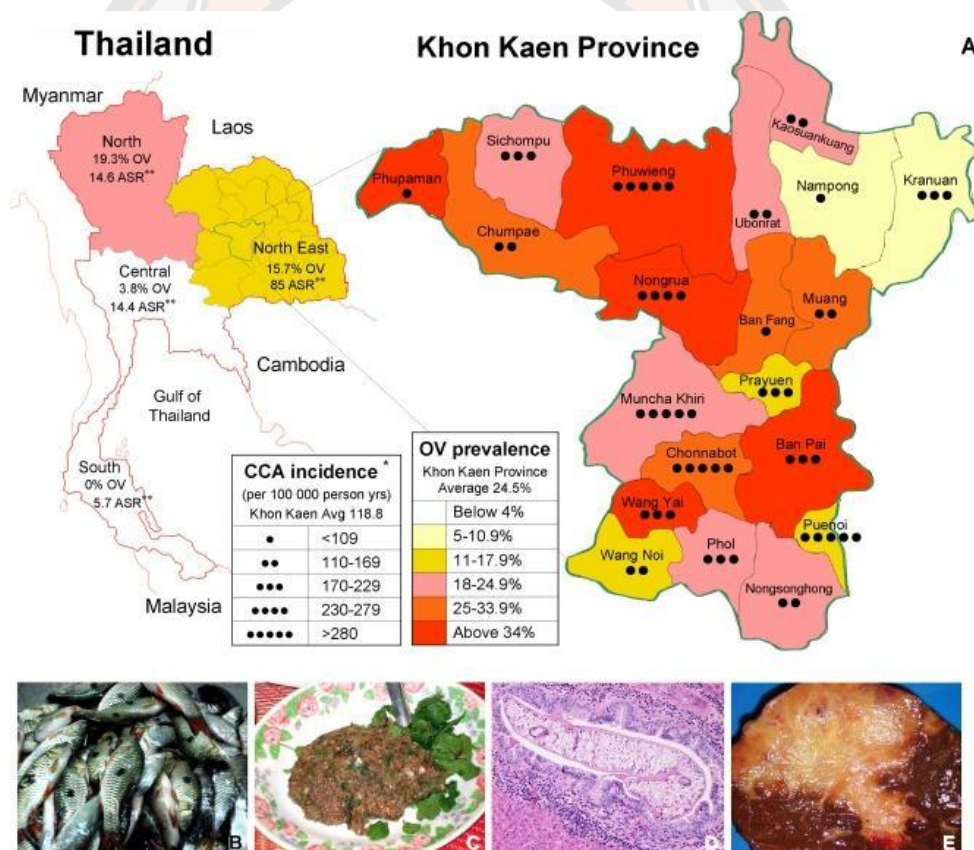 Thailand
Khon Kaen Province
A
Myanmar
Laos
North
19.3% OV
14.6 ASR**
North East
15.7% OV
85 ASR**
Central
3.8% OV
14.4 ASR**
Cambodia
Gulf of
Thailand
South
0% OV
5.7 ASR**
Malaysia
CCA incidence *
(per 100 000 person yrs)
Khon Kaen Avg 118.8
● <109
●● 110-169
●●● 170-229
●●●● 230-279
●●●●● >280
OV prevalence
Khon Kaen Province
Average 24.5%
Below 4%
5-10.9%
11-17.9%
18-24.9%
25-33.9%
Above 34%
Kaosuankuang
Sichompu
Phupaman
Phuwieng
Nampong
Kranuan
Ubonrat
Chumpae
Nongrua
Muang
Ban Fang
Prayuen
Muncha Khiri
Chonnabot
Ban Pai
Wang Yai
Puenoi
Wang Noi
Phol
Nongsonghong
B
C
D
E